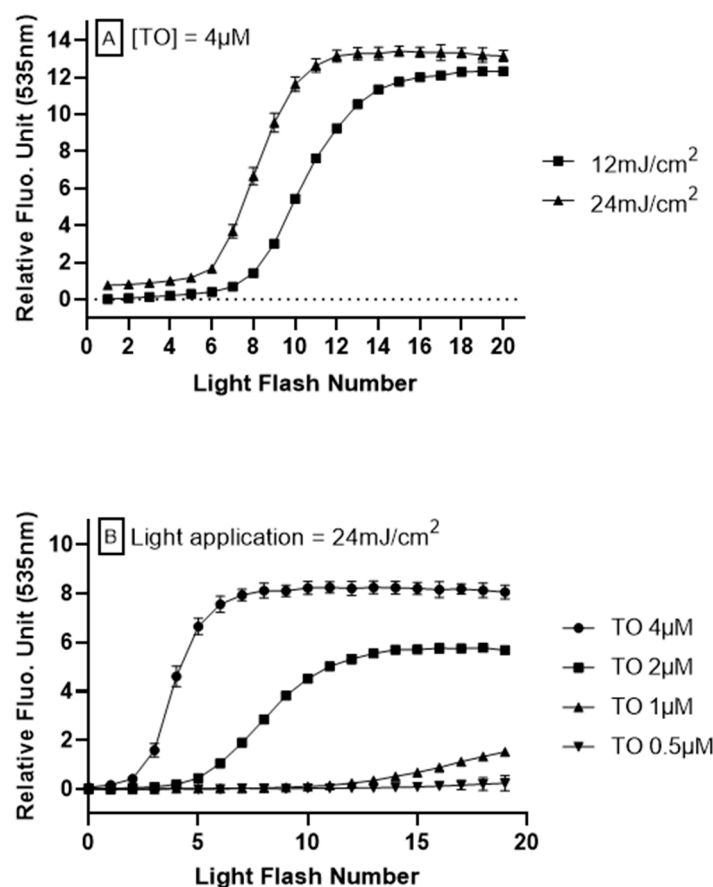 A [TO] = 4µM
Relative Fluo. Unit (535nm)
14
12
10
8
6
4
2
0
0 2 4 6 8 10 12 14 16 18 20
Light Flash Number
12mJ/cm²
24mJ/cm²
B Light application = 24mJ/cm²
Relative Fluo. Unit (535nm)
10
8
6
4
2
0
0 5 10 15 20
Light Flash Number
TO 4µM
TO 2µM
TO 1µM
TO 0.5µM